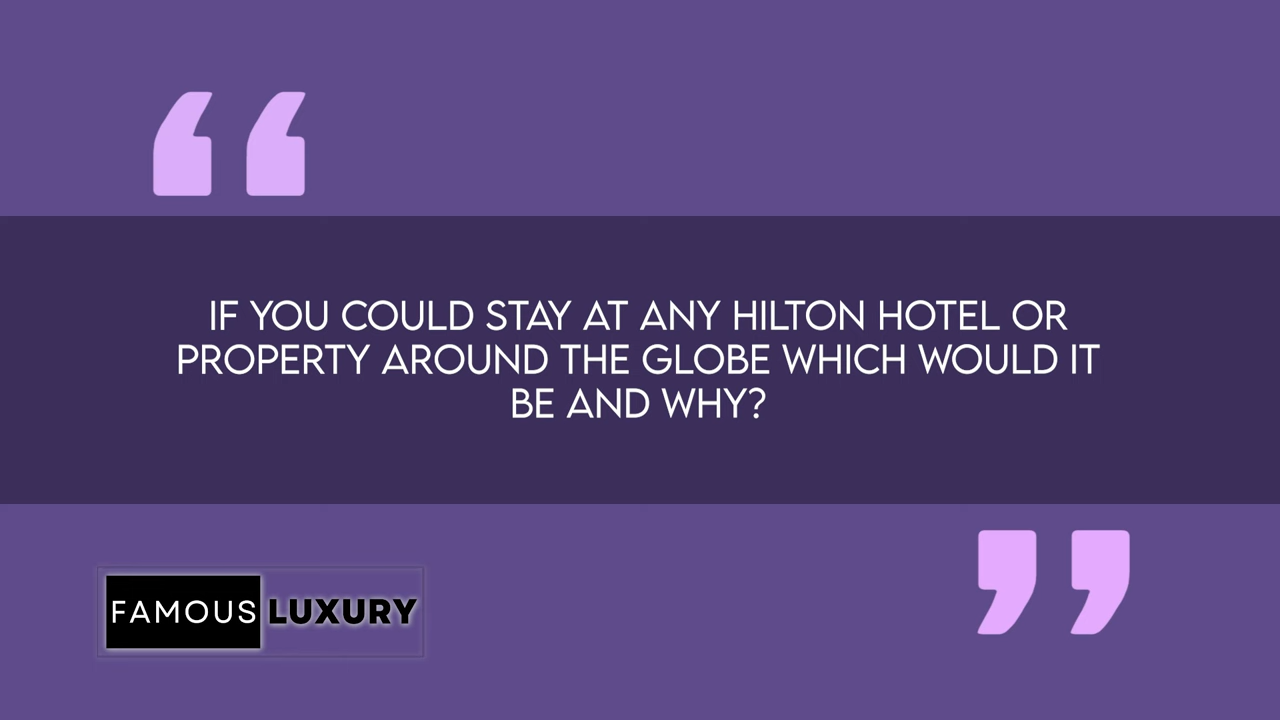 IF YOU COULD STAY AT ANY HILTON HOTEL OR
PROPERTY AROUND THE GLOBE WHICH WOULD IT
BE AND WHY?
FAMOUS LUXURY